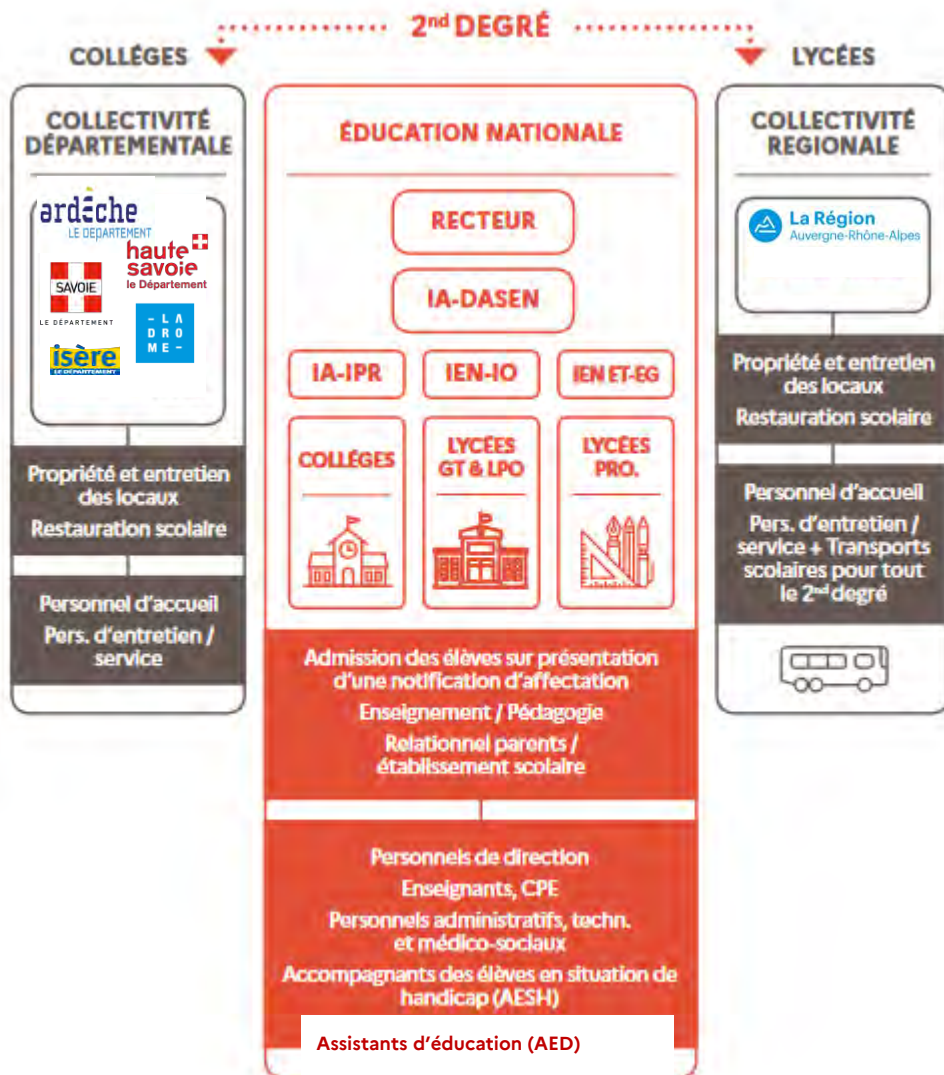 2nd DEGRÉ
COLLÉGES
LYCÉES
COLLECTIVITÉ
DÉPARTEMENTALE
ardèche
LE DÉPARTEMENT
haute
savoie
le Département
SAVOIE
LE DÉPARTEMENT
- L A
D R O
M E -
isère
LE DÉPARTEMENT
Propriété et entretien
des locaux
Restauration scolaire
Personnel d'accueil
Pers. d'entretien /
service
ÉDUCATION NATIONALE
RECTEUR
IA-DASEN
IA-IPR
IEN-IO
IEN ET-EG
COLLÉGES
LYCÉES
GT & LPO
LYCÉES
PRO.
Admission des élèves sur présentation
d'une notification d'affectation
Enseignement / Pédagogie
Relationnel parents /
établissement scolaire
Personnels de direction
Enseignants, CPE
Personnels administratifs, techn.
et médico-sociaux
Accompagnants des élèves en situation de
handicap (AESH)
Assistants d'éducation (AED)
COLLECTIVITÉ
REGIONALE
La Région
Auvergne-Rhône-Alpes
Propriété et entretien
des locaux
Restauration scolaire
Personnel d'accueil
Pers. d'entretien /
service + Transports
scolaires pour tout
le 2nd degré